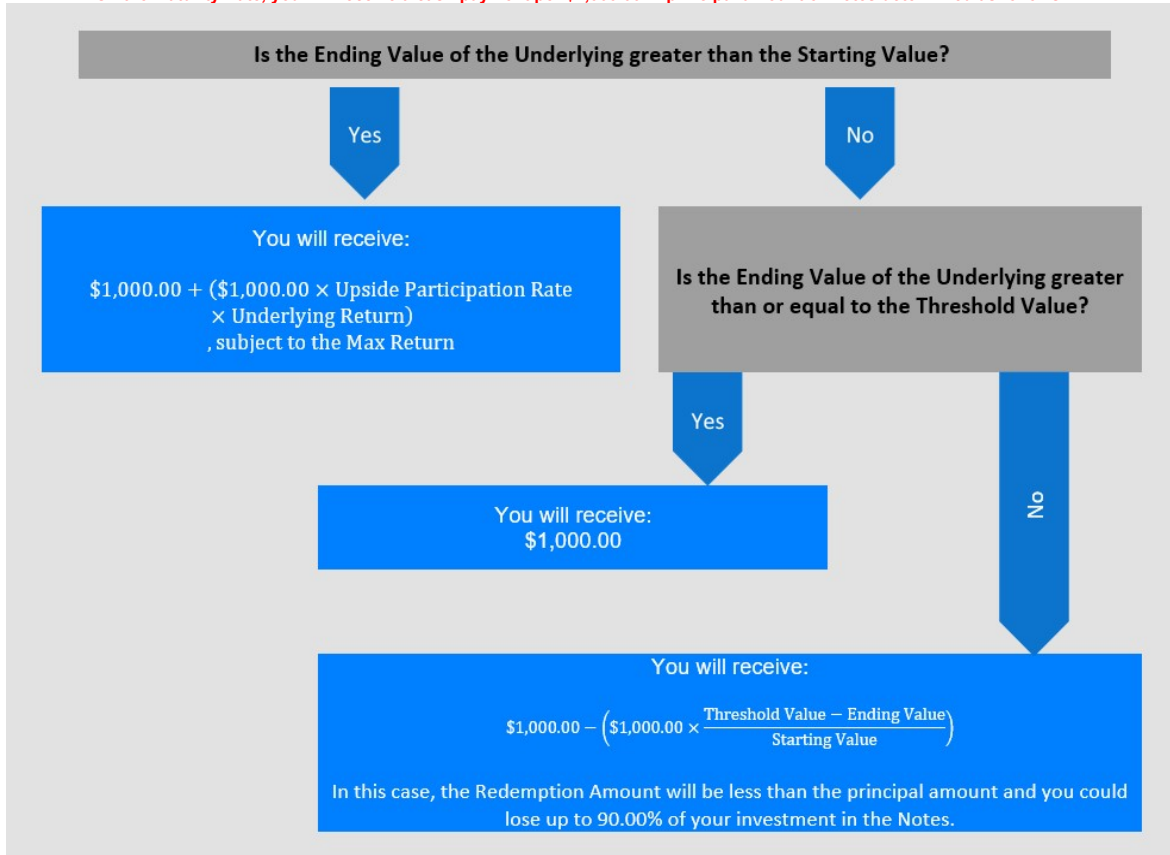 Is the Ending Value of the Underlying greater than the Starting Value?
Yes
No
You will receive:
$1,000.00 + ($1,000.00 × Upside Participation Rate
× Underlying Return)
, subject to the Max Return
Is the Ending Value of the Underlying greater
than or equal to the Threshold Value?
Yes
No
You will receive:
$1,000.00
You will receive:
$1,000.00 − ($1,000.00 × (Threshold Value − Ending Value) / Starting Value)
In this case, the Redemption Amount will be less than the principal amount and you could
lose up to 90.00% of your investment in the Notes.